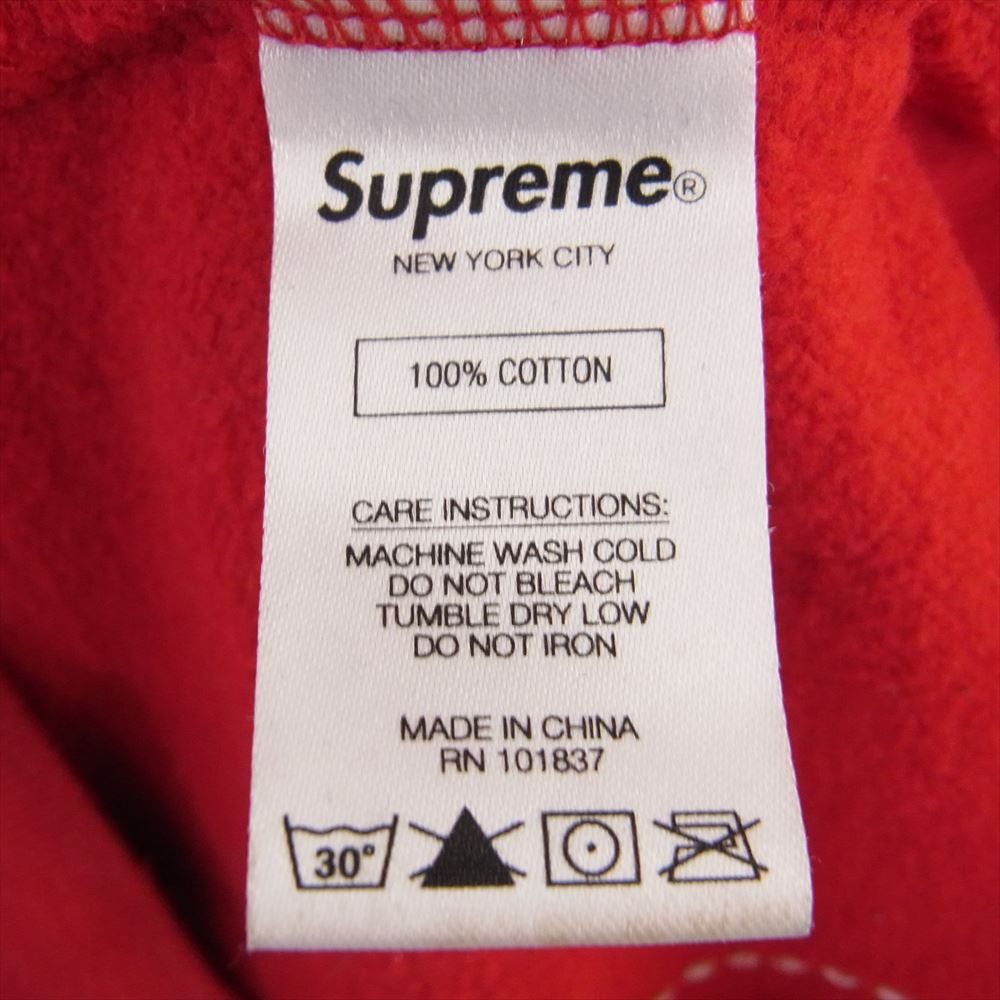 Supreme®
NEW YORK CITY
100% COTTON
CARE INSTRUCTIONS:
MACHINE WASH COLD
DO NOT BLEACH
TUMBLE DRY LOW
DO NOT IRON
MADE IN CHINA
RN 101837
30°